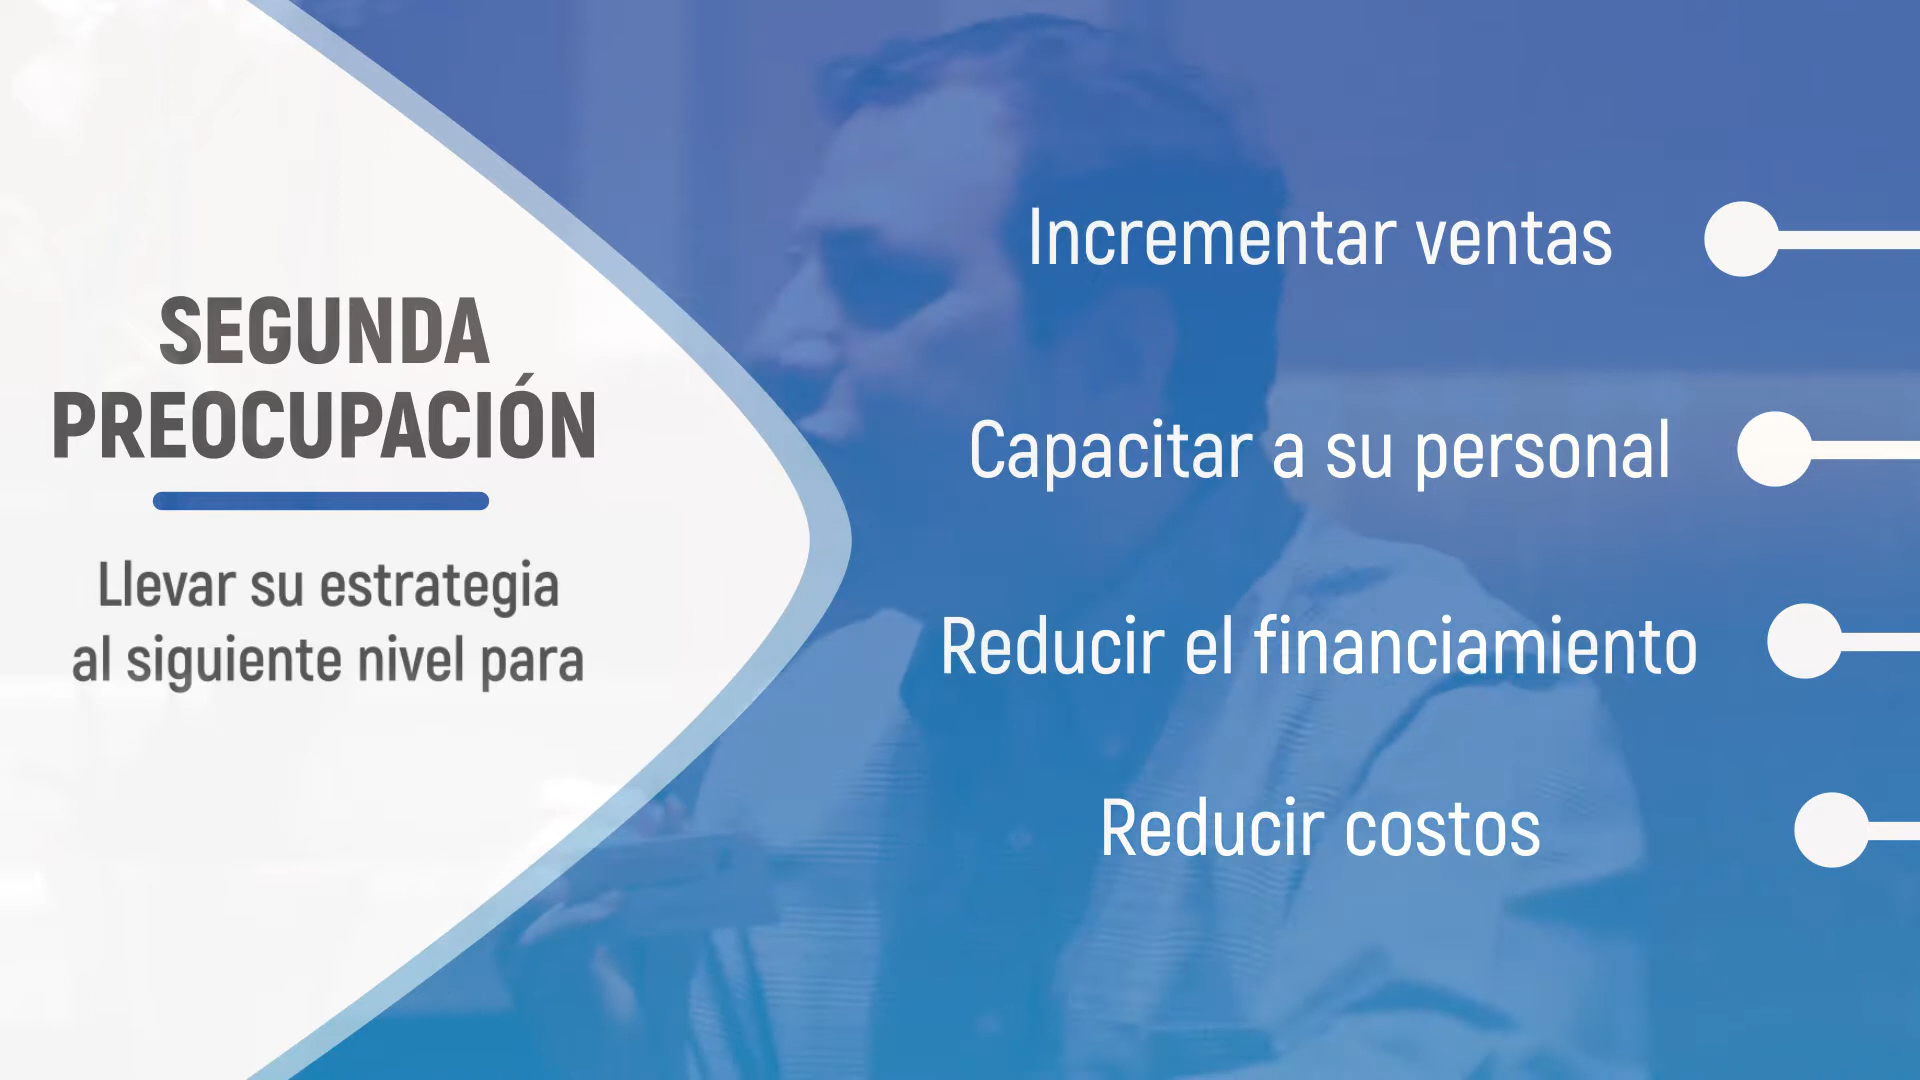 SEGUNDA
PREOCUPACIÓN
Llevar su estrategia
al siguiente nivel para
Incrementar ventas
Capacitar a su personal
Reducir el financiamiento
Reducir costos